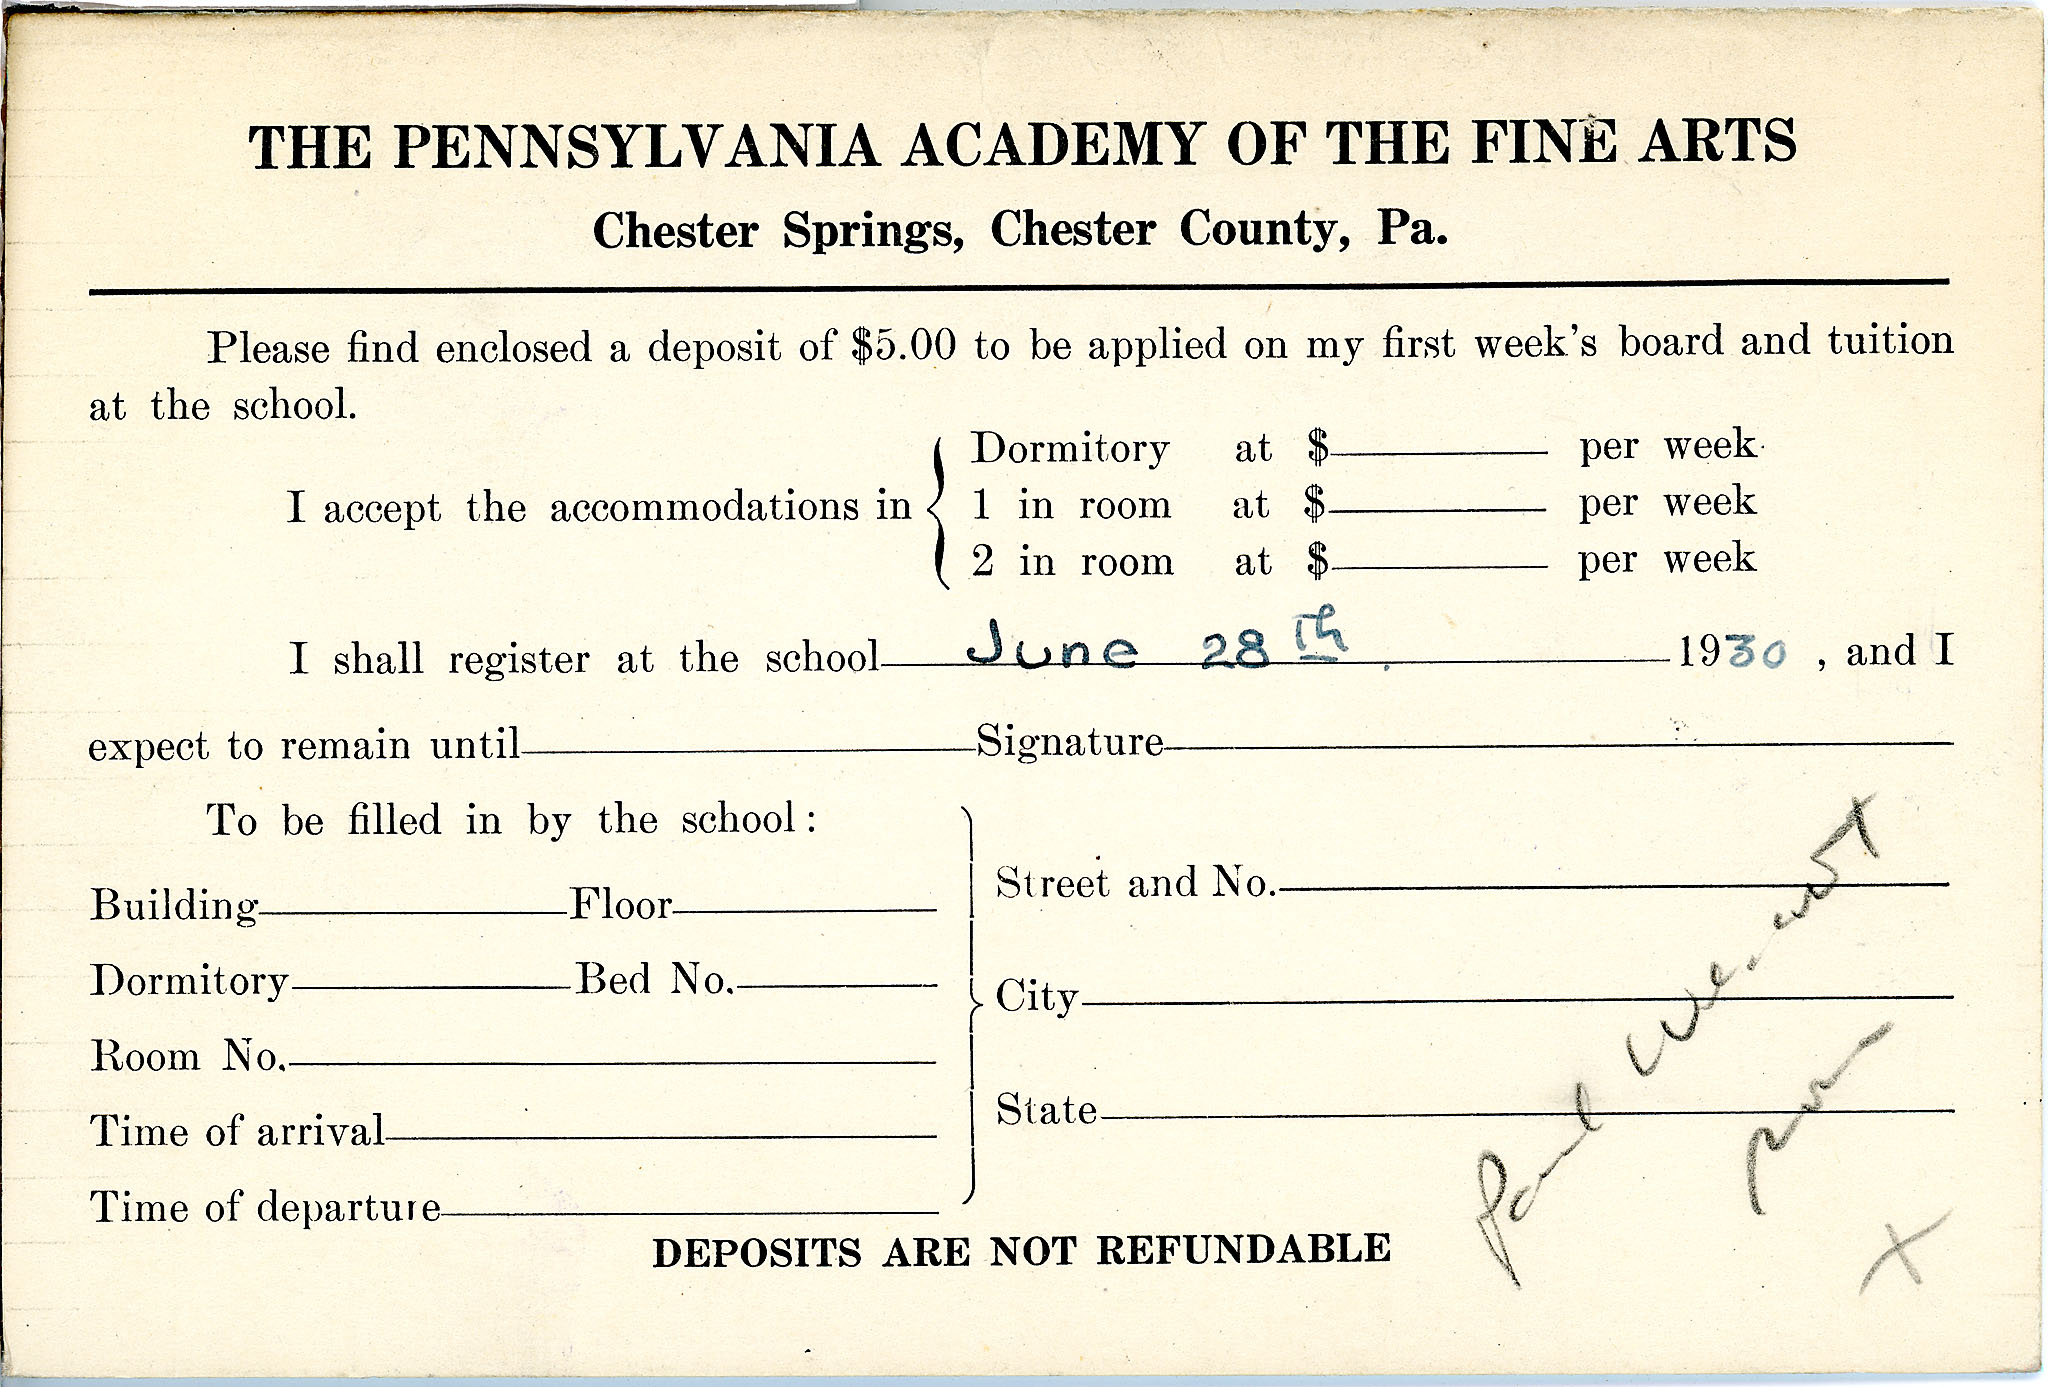 THE PENNSYLVANIA ACADEMY OF THE FINE ARTS
Chester Springs, Chester County, Pa.
Please find enclosed a deposit of $5.00 to be applied on my first week's board and tuition
at the school.
I accept the accommodations in
Dormitory at $ per week
1 in room at $ per week
2 in room at $ per week
I shall register at the school June 28th. 1930, and I
expect to remain until Signature
To be filled in by the school:
Building Floor
Dormitory Bed No.
Room No.
Time of arrival
Time of departure
Street and No.
City
State
DEPOSITS ARE NOT REFUNDABLE
Paul
X